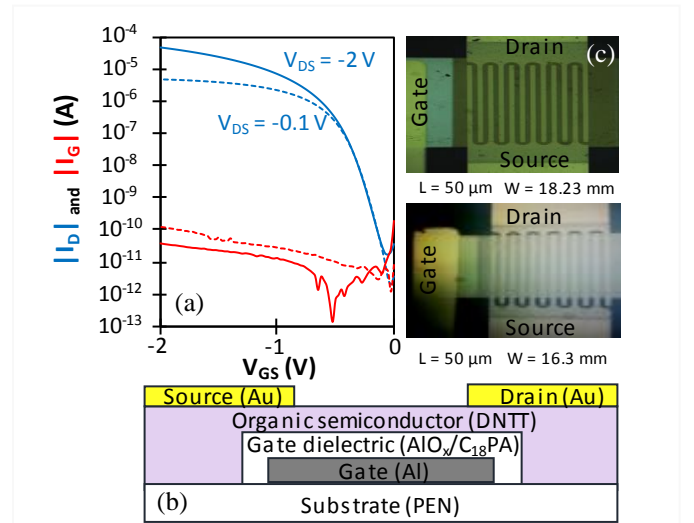 10⁻⁴
10⁻⁵
10⁻⁶
10⁻⁷
10⁻⁸
10⁻⁹
10⁻¹⁰
10⁻¹¹
10⁻¹²
10⁻¹³
|I_D| and |I_G| (A)
V_DS = -2 V
V_DS = -0.1 V
(a)
-2 -1 0
V_GS (V)
Drain (c)
Gate
Source
L = 50 µm W = 18.23 mm
Drain
Gate
Source
L = 50 µm W = 16.3 mm
Source (Au) Drain (Au)
Organic semiconductor (DNTT)
Gate dielectric (AlOₓ/C₁₈PA)
Gate (Al)
(b) Substrate (PEN)